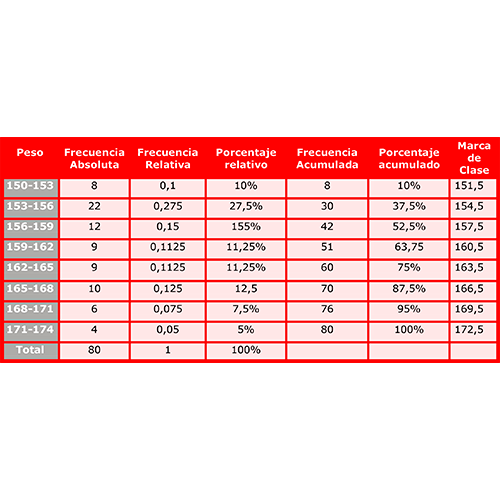 Peso Frecuencia Absoluta Frecuencia Relativa Porcentaje relativo Frecuencia Acumulada Porcentaje acumulado Marca de Clase
150-153 8 0,1 10% 8 10% 151,5
153-156 22 0,275 27,5% 30 37,5% 154,5
156-159 12 0,15 155% 42 52,5% 157,5
159-162 9 0,1125 11,25% 51 63,75 160,5
162-165 9 0,1125 11,25% 60 75% 163,5
165-168 10 0,125 12,5 70 87,5% 166,5
168-171 6 0,075 7,5% 76 95% 169,5
171-174 4 0,05 5% 80 100% 172,5
Total 80 1 100%